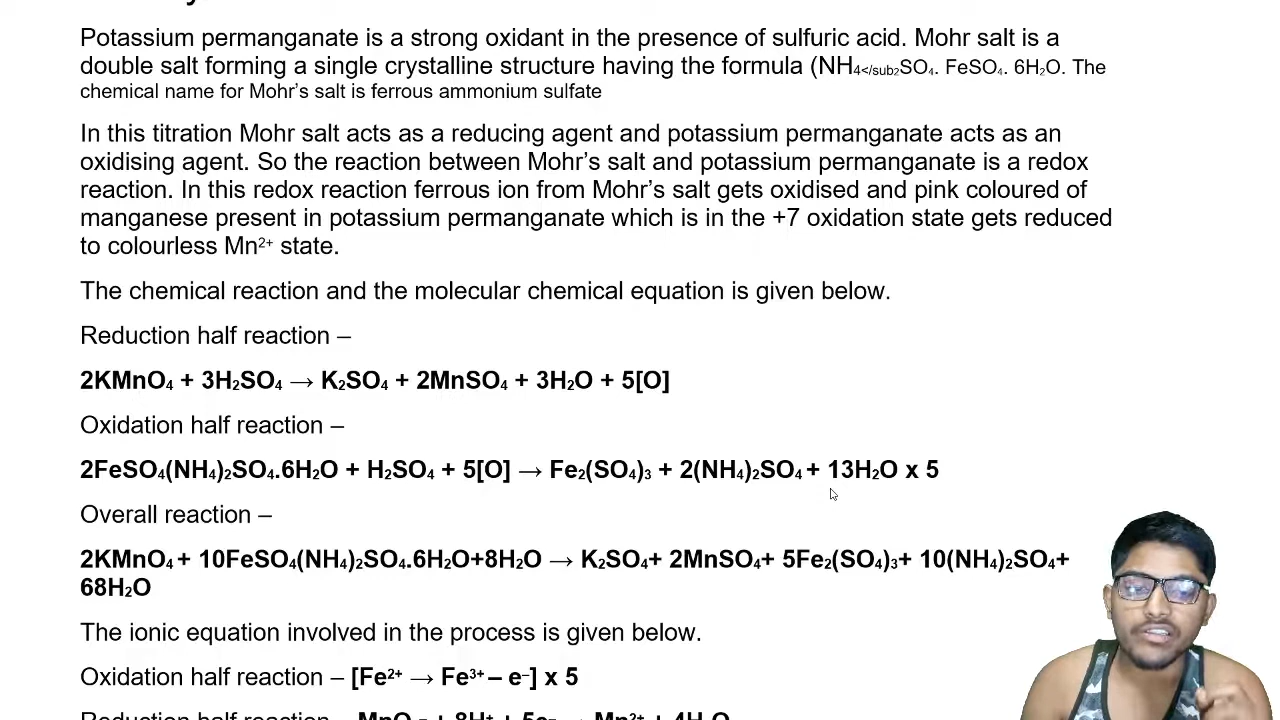 Potassium permanganate is a strong oxidant in the presence of sulfuric acid. Mohr salt is a
double salt forming a single crystalline structure having the formula (NH₄</sub₂SO₄. FeSO₄. 6H₂O. The
chemical name for Mohr's salt is ferrous ammonium sulfate
In this titration Mohr salt acts as a reducing agent and potassium permanganate acts as an
oxidising agent. So the reaction between Mohr's salt and potassium permanganate is a redox
reaction. In this redox reaction ferrous ion from Mohr's salt gets oxidised and pink coloured of
manganese present in potassium permanganate which is in the +7 oxidation state gets reduced
to colourless Mn²⁺ state.
The chemical reaction and the molecular chemical equation is given below.
Reduction half reaction –
2KMnO₄ + 3H₂SO₄ → K₂SO₄ + 2MnSO₄ + 3H₂O + 5[O]
Oxidation half reaction –
2FeSO₄(NH₄)₂SO₄.6H₂O + H₂SO₄ + 5[O] → Fe₂(SO₄)₃ + 2(NH₄)₂SO₄ + 13H₂O x 5
Overall reaction –
2KMnO₄ + 10FeSO₄(NH₄)₂SO₄.6H₂O+8H₂O → K₂SO₄+ 2MnSO₄+ 5Fe₂(SO₄)₃+ 10(NH₄)₂SO₄+
68H₂O
The ionic equation involved in the process is given below.
Oxidation half reaction – [Fe²⁺ → Fe³⁺ – e⁻] x 5
Reduction half reaction – MnO₄⁻ + 8H⁺ + 5e⁻ → Mn²⁺ + 4H₂O